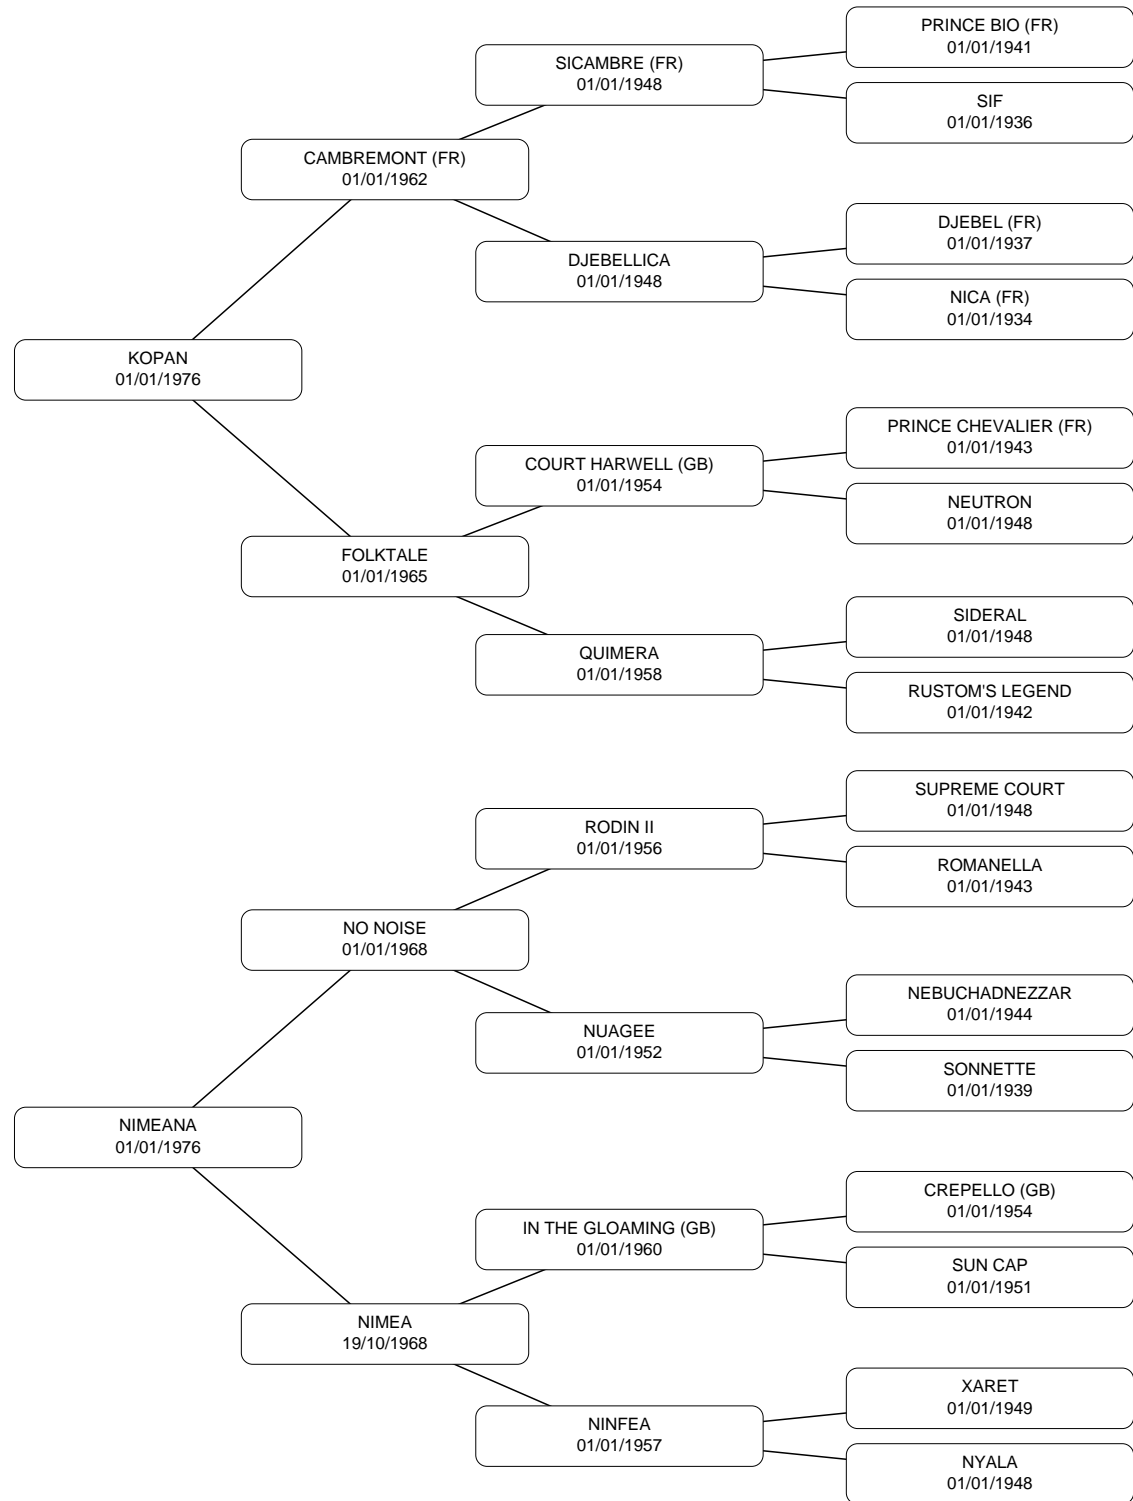 PRINCE BIO (FR)
01/01/1941
SICAMBRE (FR)
01/01/1948
SIF
01/01/1936
CAMBREMONT (FR)
01/01/1962
DJEBEL (FR)
01/01/1937
DJEBELLICA
01/01/1948
NICA (FR)
01/01/1934
KOPAN
01/01/1976
PRINCE CHEVALIER (FR)
01/01/1943
COURT HARWELL (GB)
01/01/1954
NEUTRON
01/01/1948
FOLKTALE
01/01/1965
SIDERAL
01/01/1948
QUIMERA
01/01/1958
RUSTOM'S LEGEND
01/01/1942
SUPREME COURT
01/01/1948
RODIN II
01/01/1956
ROMANELLA
01/01/1943
NO NOISE
01/01/1968
NEBUCHADNEZZAR
01/01/1944
NUAGEE
01/01/1952
SONNETTE
01/01/1939
NIMEANA
01/01/1976
CREPELLO (GB)
01/01/1954
IN THE GLOAMING (GB)
01/01/1960
SUN CAP
01/01/1951
NIMEA
19/10/1968
XARET
01/01/1949
NINFEA
01/01/1957
NYALA
01/01/1948